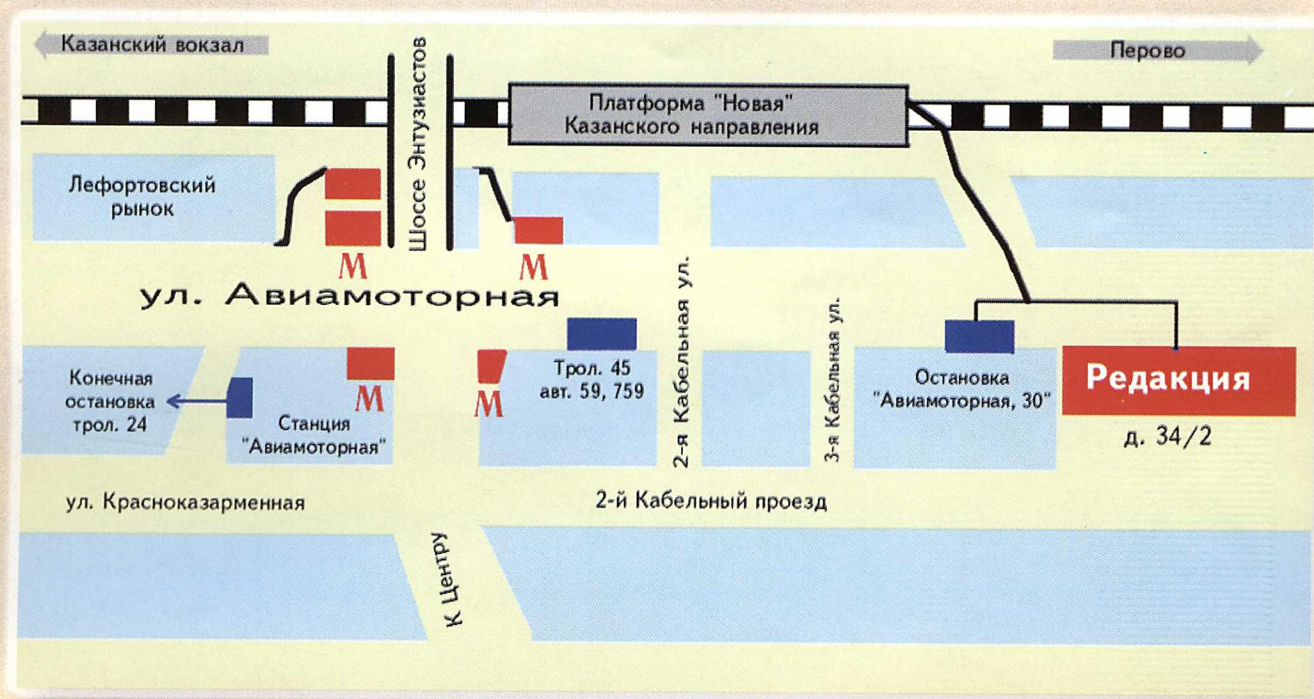 Казанский вокзал
Перово
Шоссе Энтузиастов
Платформа "Новая"
Казанского направления
Лефортовский
рынок
М
М
ул. Авиамоторная
2-я Кабельная ул.
3-я Кабельная ул.
Конечная
остановка
трол. 24
Станция
"Авиамоторная"
М
М
Трол. 45
авт. 59, 759
Остановка
"Авиамоторная, 30"
Редакция
д. 34/2
ул. Красноказарменная
2-й Кабельный проезд
К Центру